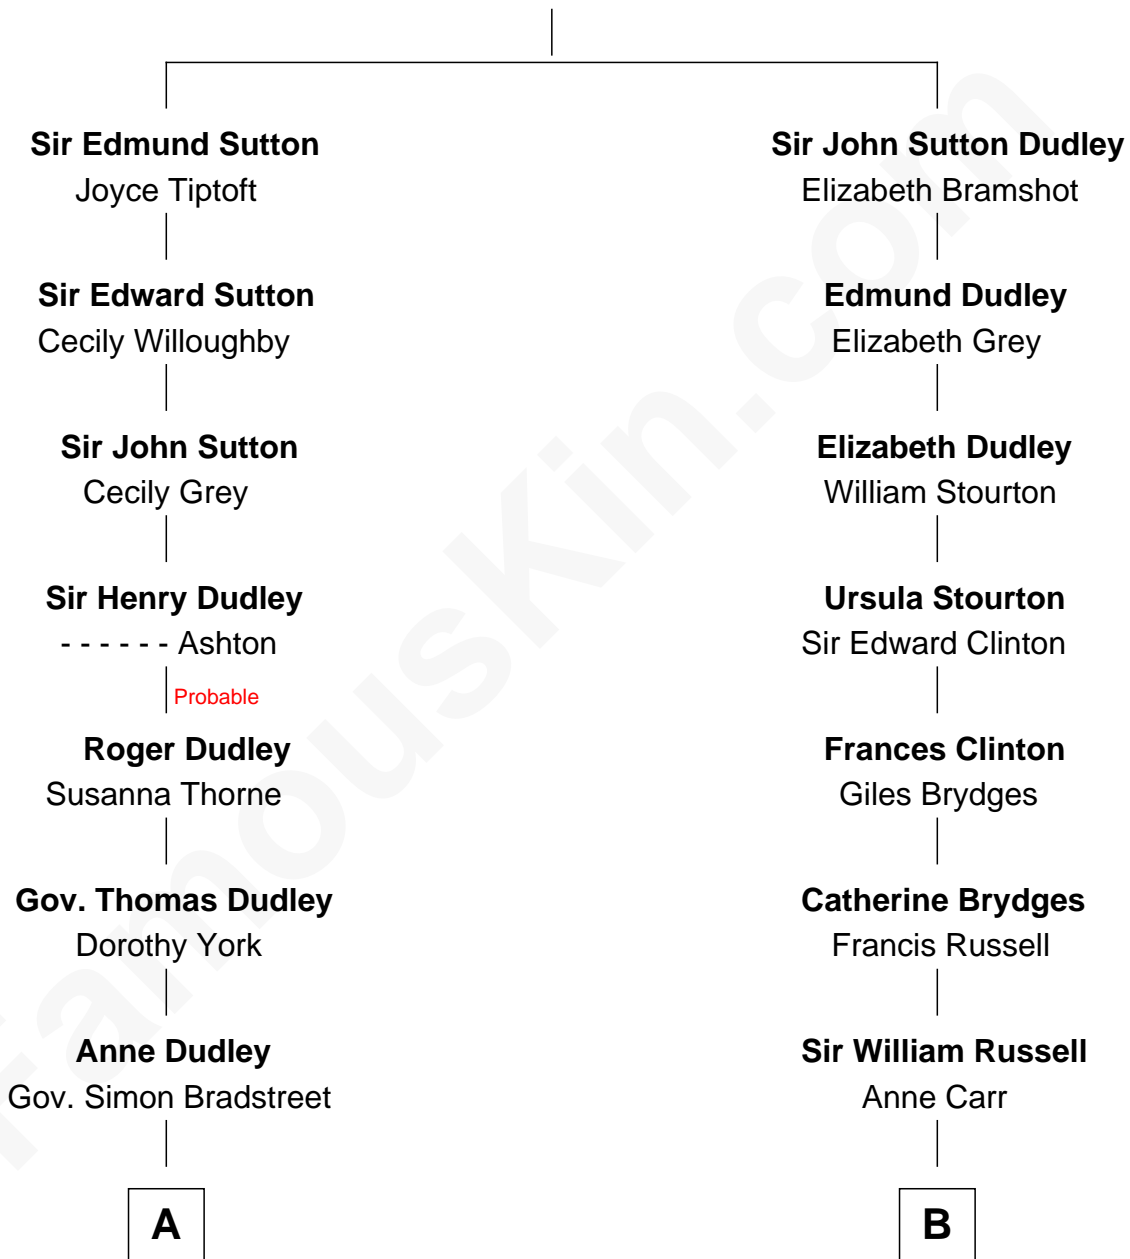 Sir Edmund Sutton
Joyce Tiptoft
Sir Edward Sutton
Cecily Willoughby
Sir John Sutton
Cecily Grey
Sir Henry Dudley
- - - - - - Ashton
Probable
Roger Dudley
Susanna Thorne
Gov. Thomas Dudley
Dorothy York
Anne Dudley
Gov. Simon Bradstreet
A
Sir John Sutton Dudley
Elizabeth Bramshot
Edmund Dudley
Elizabeth Grey
Elizabeth Dudley
William Stourton
Ursula Stourton
Sir Edward Clinton
Frances Clinton
Giles Brydges
Catherine Brydges
Francis Russell
Sir William Russell
Anne Carr
B
FamousKin.com